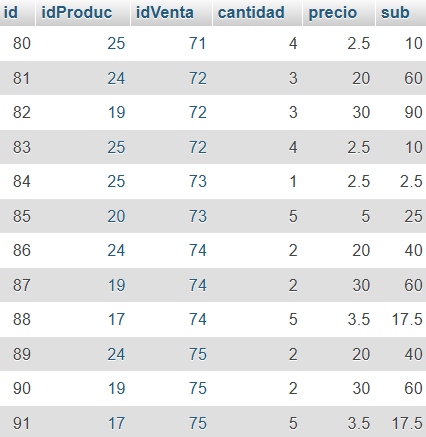 id idProduc idVenta cantidad precio sub
80 25 71 4 2.5 10
81 24 72 3 20 60
82 19 72 3 30 90
83 25 72 4 2.5 10
84 25 73 1 2.5 2.5
85 20 73 5 5 25
86 24 74 2 20 40
87 19 74 2 30 60
88 17 74 5 3.5 17.5
89 24 75 2 20 40
90 19 75 2 30 60
91 17 75 5 3.5 17.5